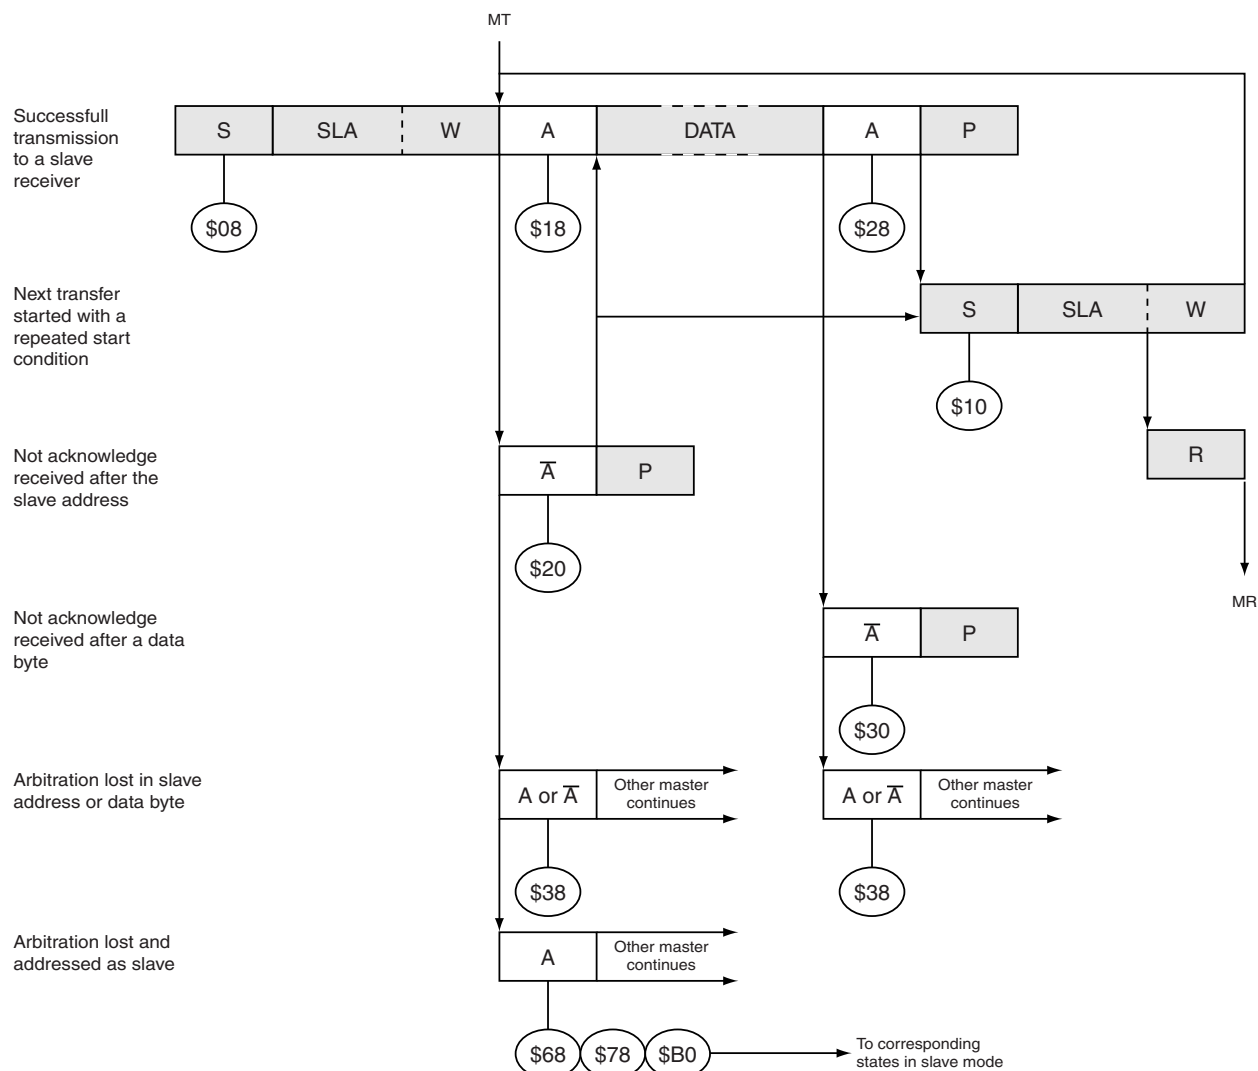 MT
Successfull
transmission
to a slave
receiver
S SLA W A DATA A P
$08 $18 $28
Next transfer
started with a
repeated start
condition
S SLA W
$10
Not acknowledge
received after the
slave address
A̅ P
R
$20
MR
Not acknowledge
received after a data
byte
A̅ P
$30
Arbitration lost in slave
address or data byte
A or A̅
Other master
continues
A or A̅
Other master
continues
$38 $38
Arbitration lost and
addressed as slave
A
Other master
continues
$68 $78 $B0
To corresponding
states in slave mode